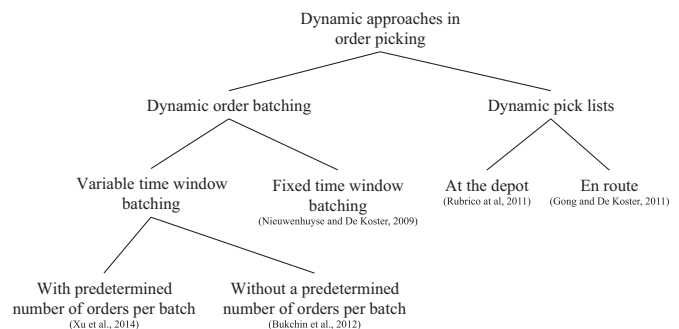 Dynamic approaches in
order picking
Dynamic order batching
Dynamic pick lists
Variable time window
batching
Fixed time window
batching
(Nieuwenhuyse and De Koster, 2009)
At the depot
(Rubrico at al, 2011)
En route
(Gong and De Koster, 2011)
With predetermined
number of orders per batch
(Xu et al., 2014)
Without a predetermined
number of orders per batch
(Bukchin et al., 2012)